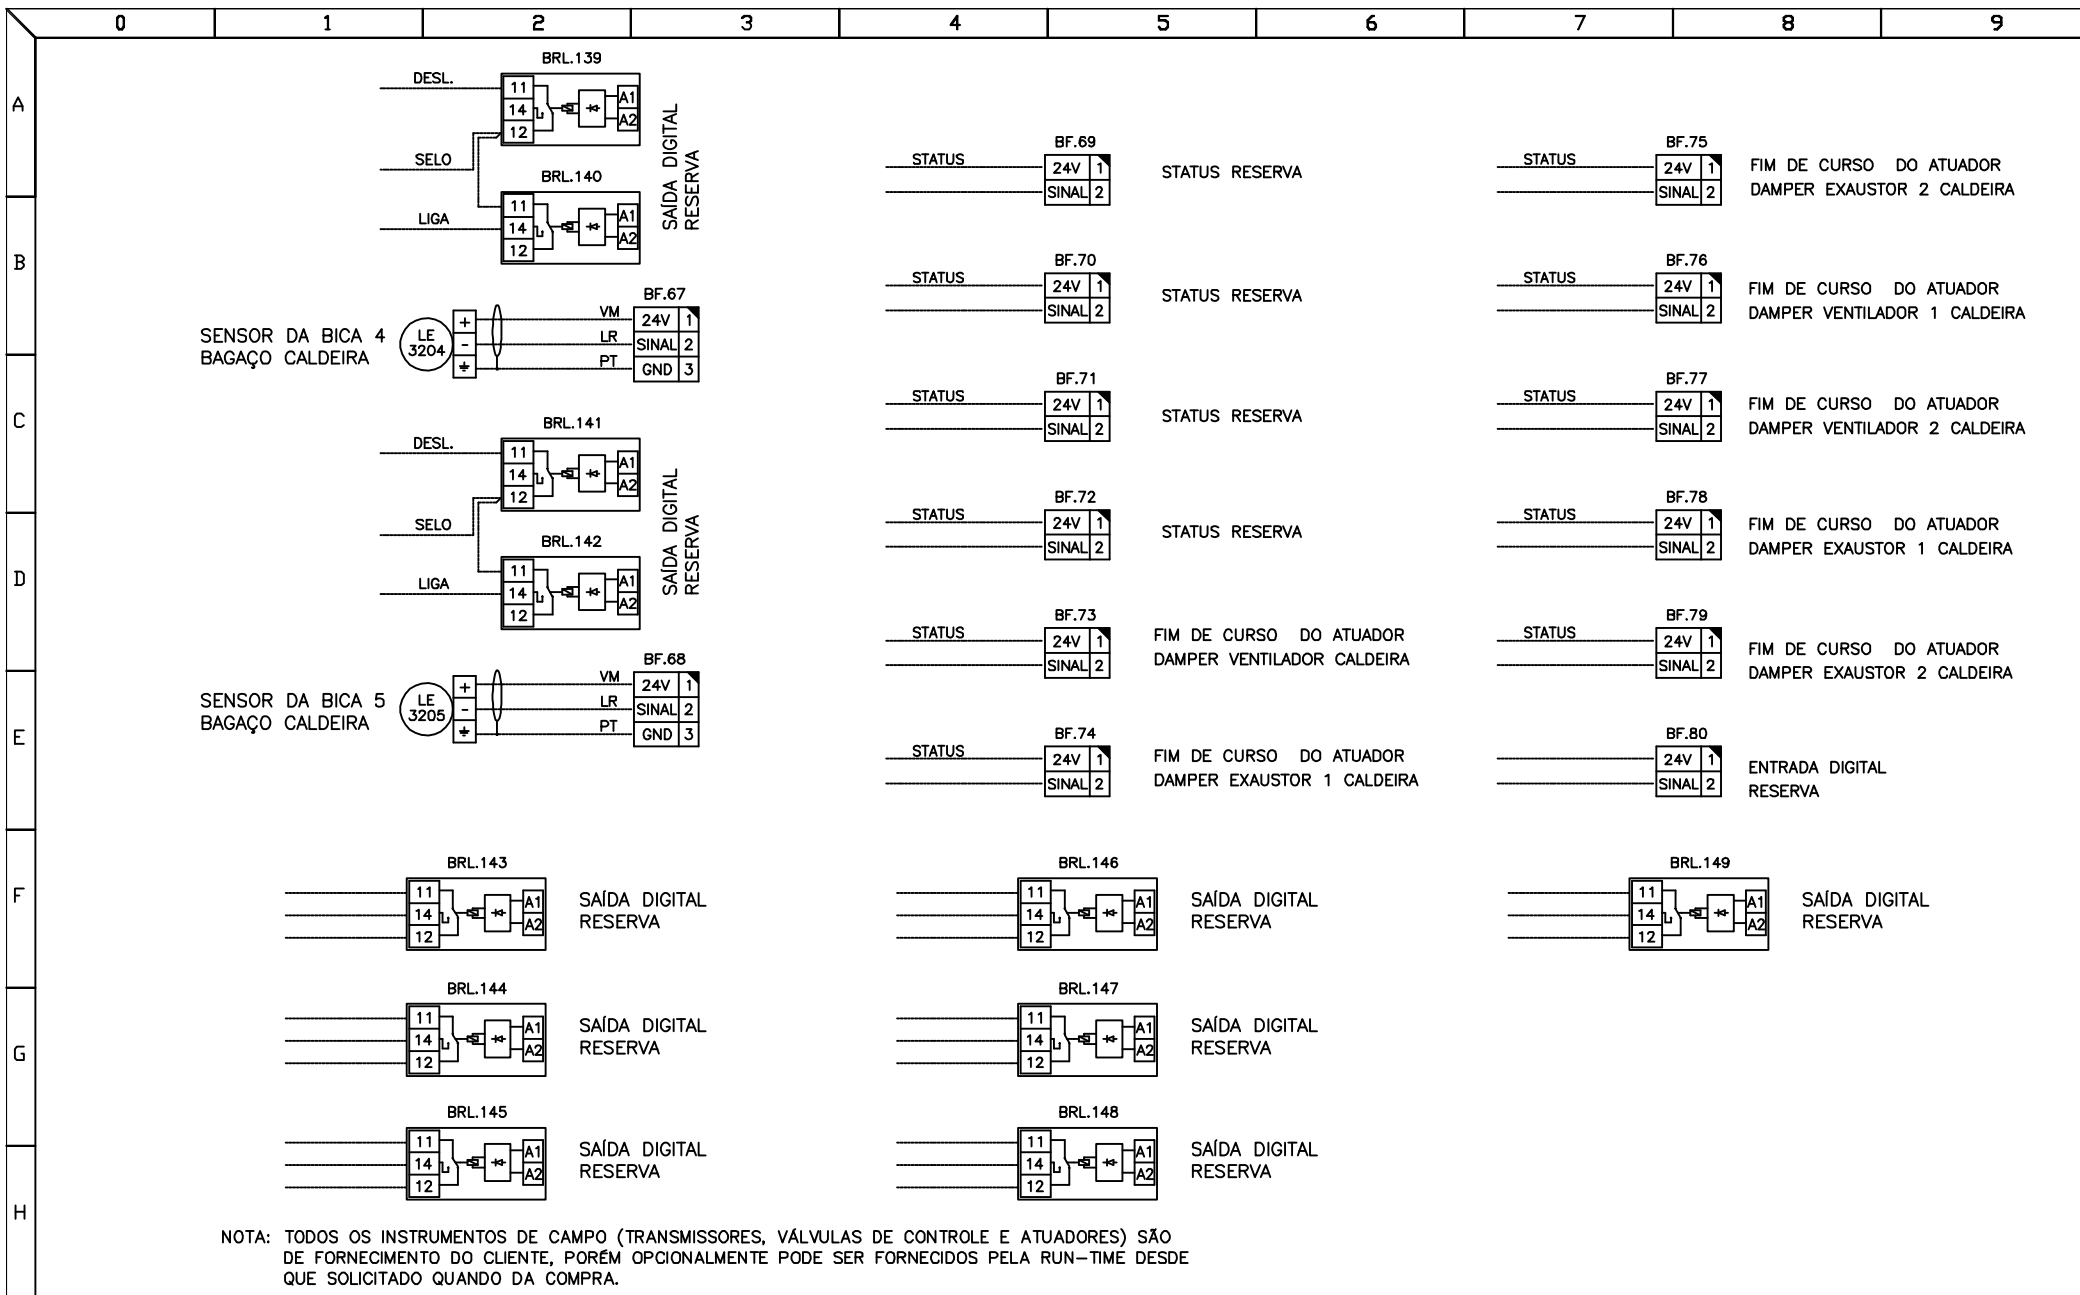 0 1 2 3 4 5 6 7 8 9
A
B
C
D
E
F
G
H
BRL.139
DESL.
11
14
12
A1
A2
SELO
BRL.140
LIGA
11
14
12
A1
A2
SAÍDA DIGITAL
RESERVA
SENSOR DA BICA 4
BAGAÇO CALDEIRA
LE
3204
+
-
BF.67
VM 24V 1
LR SINAL 2
PT GND 3
BRL.141
DESL.
11
14
12
A1
A2
SELO
BRL.142
LIGA
11
14
12
A1
A2
SAÍDA DIGITAL
RESERVA
SENSOR DA BICA 5
BAGAÇO CALDEIRA
LE
3205
+
-
BF.68
VM 24V 1
LR SINAL 2
PT GND 3
BF.69
STATUS 24V 1
SINAL 2
STATUS RESERVA
BF.70
STATUS 24V 1
SINAL 2
STATUS RESERVA
BF.71
STATUS 24V 1
SINAL 2
STATUS RESERVA
BF.72
STATUS 24V 1
SINAL 2
STATUS RESERVA
BF.73
STATUS 24V 1
SINAL 2
FIM DE CURSO DO ATUADOR
DAMPER VENTILADOR CALDEIRA
BF.74
STATUS 24V 1
SINAL 2
FIM DE CURSO DO ATUADOR
DAMPER EXAUSTOR 1 CALDEIRA
BF.75
STATUS 24V 1
SINAL 2
FIM DE CURSO DO ATUADOR
DAMPER EXAUSTOR 2 CALDEIRA
BF.76
STATUS 24V 1
SINAL 2
FIM DE CURSO DO ATUADOR
DAMPER VENTILADOR 1 CALDEIRA
BF.77
STATUS 24V 1
SINAL 2
FIM DE CURSO DO ATUADOR
DAMPER VENTILADOR 2 CALDEIRA
BF.78
STATUS 24V 1
SINAL 2
FIM DE CURSO DO ATUADOR
DAMPER EXAUSTOR 1 CALDEIRA
BF.79
STATUS 24V 1
SINAL 2
FIM DE CURSO DO ATUADOR
DAMPER EXAUSTOR 2 CALDEIRA
BF.80
24V 1
SINAL 2
ENTRADA DIGITAL
RESERVA
BRL.143
11
14
12
A1
A2
SAÍDA DIGITAL
RESERVA
BRL.144
11
14
12
A1
A2
SAÍDA DIGITAL
RESERVA
BRL.145
11
14
12
A1
A2
SAÍDA DIGITAL
RESERVA
BRL.146
11
14
12
A1
A2
SAÍDA DIGITAL
RESERVA
BRL.147
11
14
12
A1
A2
SAÍDA DIGITAL
RESERVA
BRL.148
11
14
12
A1
A2
SAÍDA DIGITAL
RESERVA
BRL.149
11
14
12
A1
A2
SAÍDA DIGITAL
RESERVA
NOTA: TODOS OS INSTRUMENTOS DE CAMPO (TRANSMISSORES, VÁLVULAS DE CONTROLE E ATUADORES) SÃO
DE FORNECIMENTO DO CLIENTE, PORÉM OPCIONALMENTE PODE SER FORNECIDOS PELA RUN-TIME DESDE
QUE SOLICITADO QUANDO DA COMPRA.